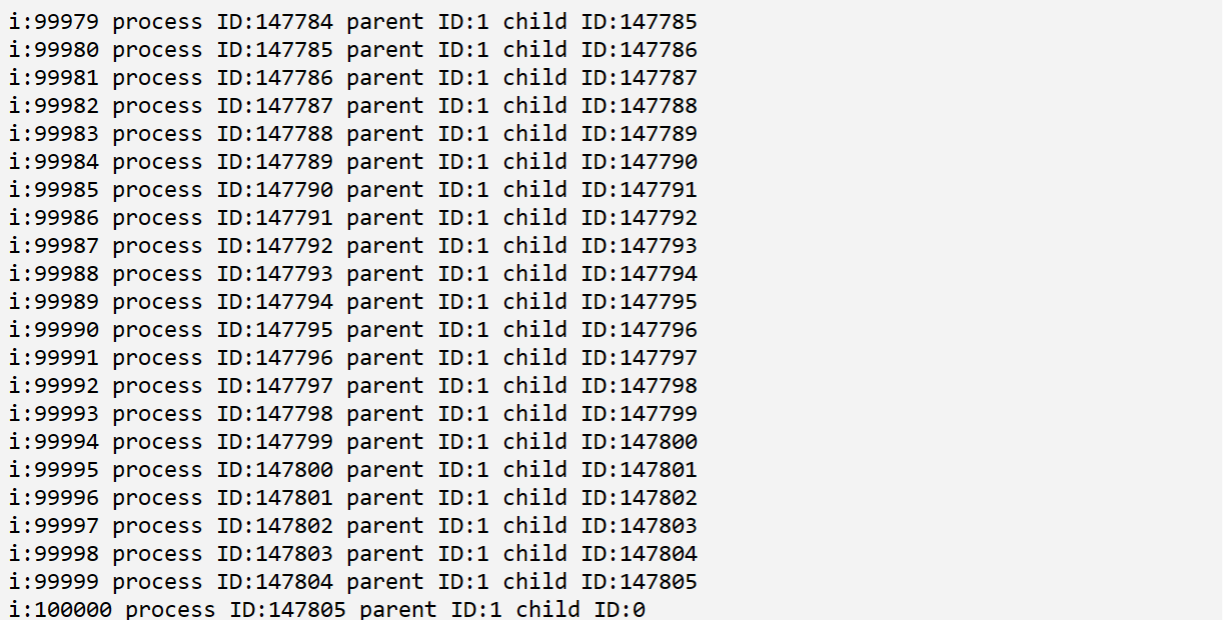 i:99979 process ID:147784 parent ID:1 child ID:147785
i:99980 process ID:147785 parent ID:1 child ID:147786
i:99981 process ID:147786 parent ID:1 child ID:147787
i:99982 process ID:147787 parent ID:1 child ID:147788
i:99983 process ID:147788 parent ID:1 child ID:147789
i:99984 process ID:147789 parent ID:1 child ID:147790
i:99985 process ID:147790 parent ID:1 child ID:147791
i:99986 process ID:147791 parent ID:1 child ID:147792
i:99987 process ID:147792 parent ID:1 child ID:147793
i:99988 process ID:147793 parent ID:1 child ID:147794
i:99989 process ID:147794 parent ID:1 child ID:147795
i:99990 process ID:147795 parent ID:1 child ID:147796
i:99991 process ID:147796 parent ID:1 child ID:147797
i:99992 process ID:147797 parent ID:1 child ID:147798
i:99993 process ID:147798 parent ID:1 child ID:147799
i:99994 process ID:147799 parent ID:1 child ID:147800
i:99995 process ID:147800 parent ID:1 child ID:147801
i:99996 process ID:147801 parent ID:1 child ID:147802
i:99997 process ID:147802 parent ID:1 child ID:147803
i:99998 process ID:147803 parent ID:1 child ID:147804
i:99999 process ID:147804 parent ID:1 child ID:147805
i:100000 process ID:147805 parent ID:1 child ID:0